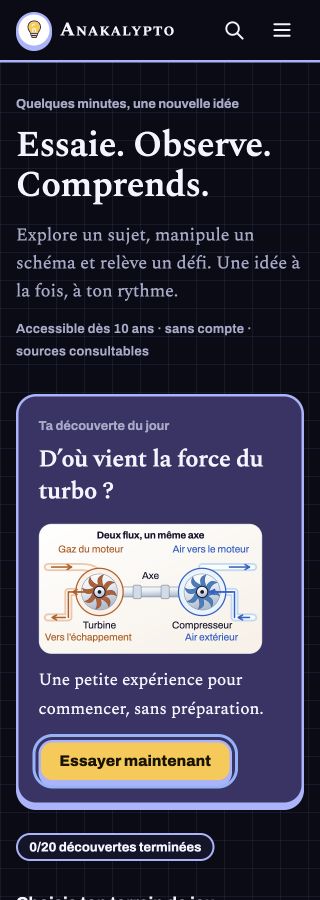 Anakalypto
Quelques minutes, une nouvelle idée
Essaie. Observe.
Comprends.
Explore un sujet, manipule un
schéma et relève un défi. Une idée à
la fois, à ton rythme.
Accessible dès 10 ans · sans compte ·
sources consultables
Ta découverte du jour
D’où vient la force du
turbo ?
Deux flux, un même axe
Gaz du moteur
Air vers le moteur
Axe
Turbine
Compresseur
Vers l’échappement
Air extérieur
Une petite expérience pour
commencer, sans préparation.
Essayer maintenant
0/20 découvertes terminées